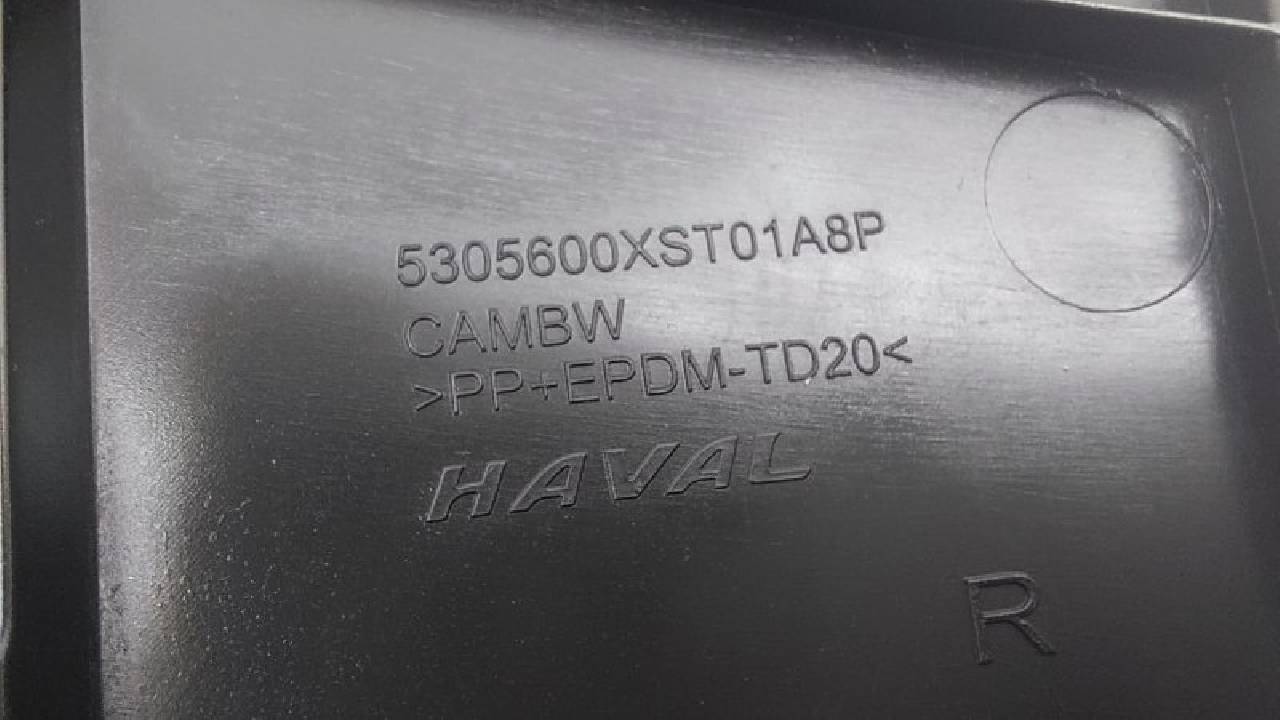 5305600XST01A8P
CAMBW
>PP+EPDM-TD20<
HAVAL
R